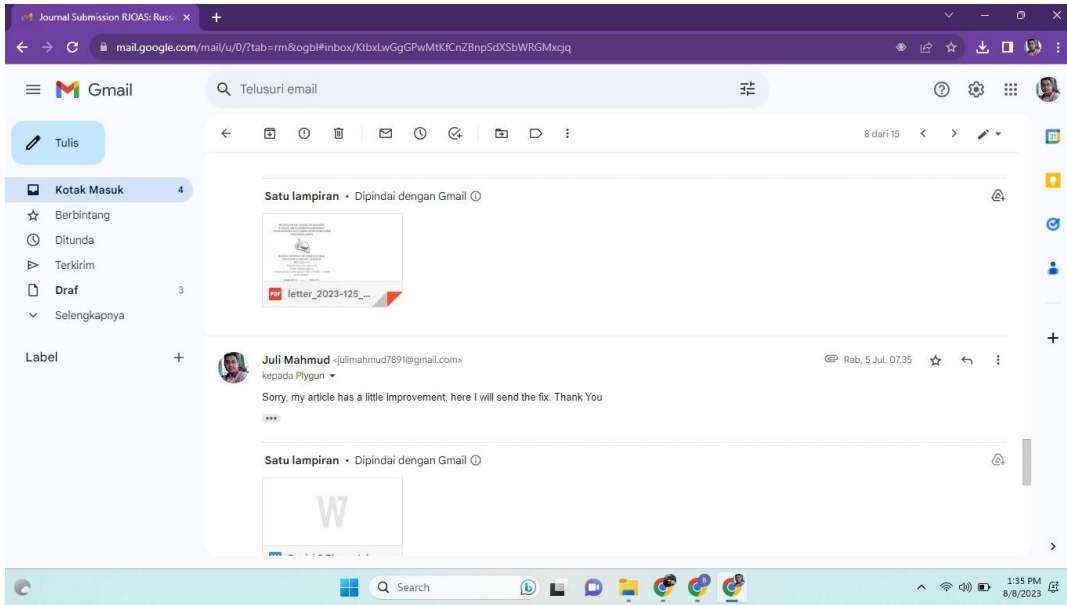 Journal Submission RJOAS: Russi
mail.google.com/mail/u/0/?tab=rm&ogbl#inbox/KtbxLwGgGPwMtKfCnZBnpSdXSbWRGMxcjq
Gmail
Telusuri email
Tulis
8 dari 15
Kotak Masuk 4
Berbintang
Ditunda
Terkirim
Draf 3
Selengkapnya
Label
Satu lampiran • Dipindai dengan Gmail
PDF letter_2023-125_...
Juli Mahmud <julimahmud7891@gmail.com>
Rab, 5 Jul, 07.35
kepada Plygun
Sorry, my article has a little improvement, here I will send the fix. Thank You
Satu lampiran • Dipindai dengan Gmail
W
Search
1:35 PM
8/8/2023